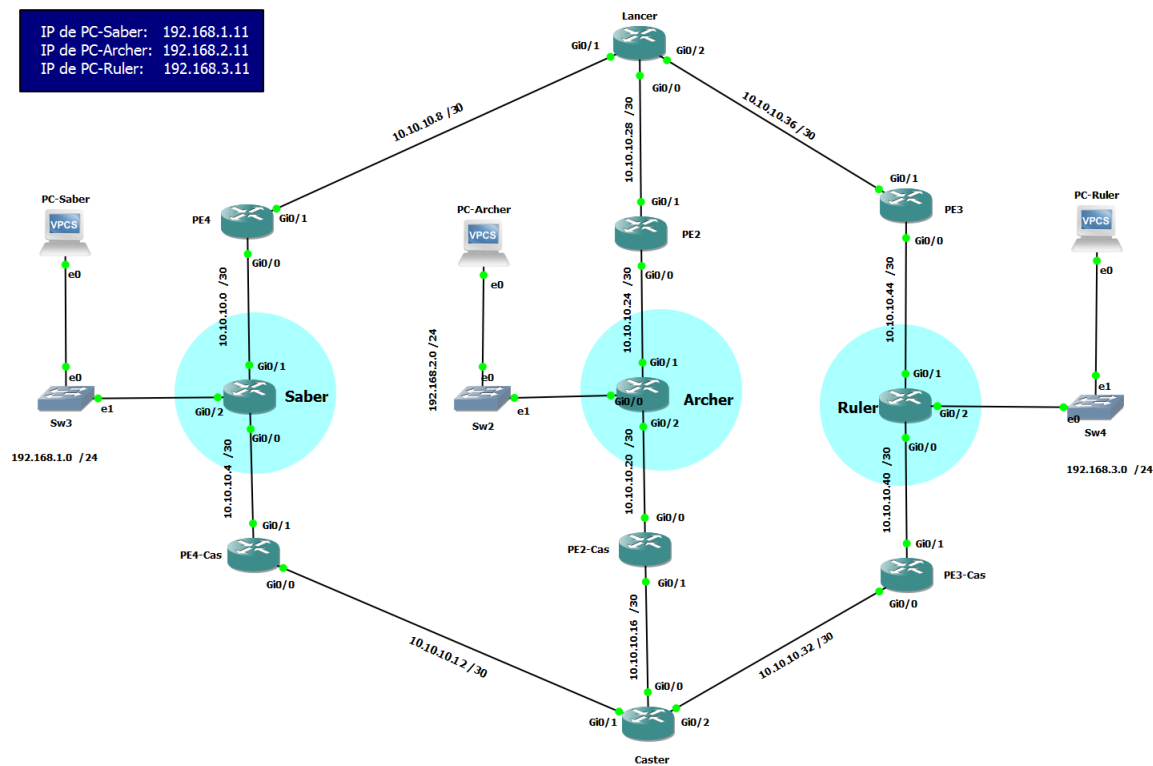 IP de PC-Saber: 192.168.1.11
IP de PC-Archer: 192.168.2.11
IP de PC-Ruler: 192.168.3.11
Lancer
Gi0/1
Gi0/2
Gi0/0
10.10.10.8 /30
10.10.10.28 /30
10.10.10.36 /30
PC-Saber
VPCS
e0
PE4
Gi0/1
Gi0/0
PC-Archer
VPCS
e0
Gi0/1
PE2
Gi0/0
Gi0/1
PE3
Gi0/0
PC-Ruler
VPCS
e0
10.10.10.0 /30
10.10.10.24 /30
10.10.10.44 /30
192.168.2.0 /24
e0
Sw3
e1
192.168.1.0 /24
Gi0/1
Gi0/2
Saber
Gi0/0
e0
Sw2
e1
Gi0/1
Gi0/0
Archer
Gi0/2
Gi0/1
Ruler
Gi0/2
Gi0/0
e1
e0
Sw4
192.168.3.0 /24
10.10.10.4 /30
10.10.10.20 /30
10.10.10.40 /30
Gi0/1
PE4-Cas
Gi0/0
Gi0/0
PE2-Cas
Gi0/1
Gi0/1
PE3-Cas
Gi0/0
10.10.10.12 /30
10.10.10.16 /30
10.10.10.32 /30
Gi0/0
Gi0/1
Gi0/2
Caster